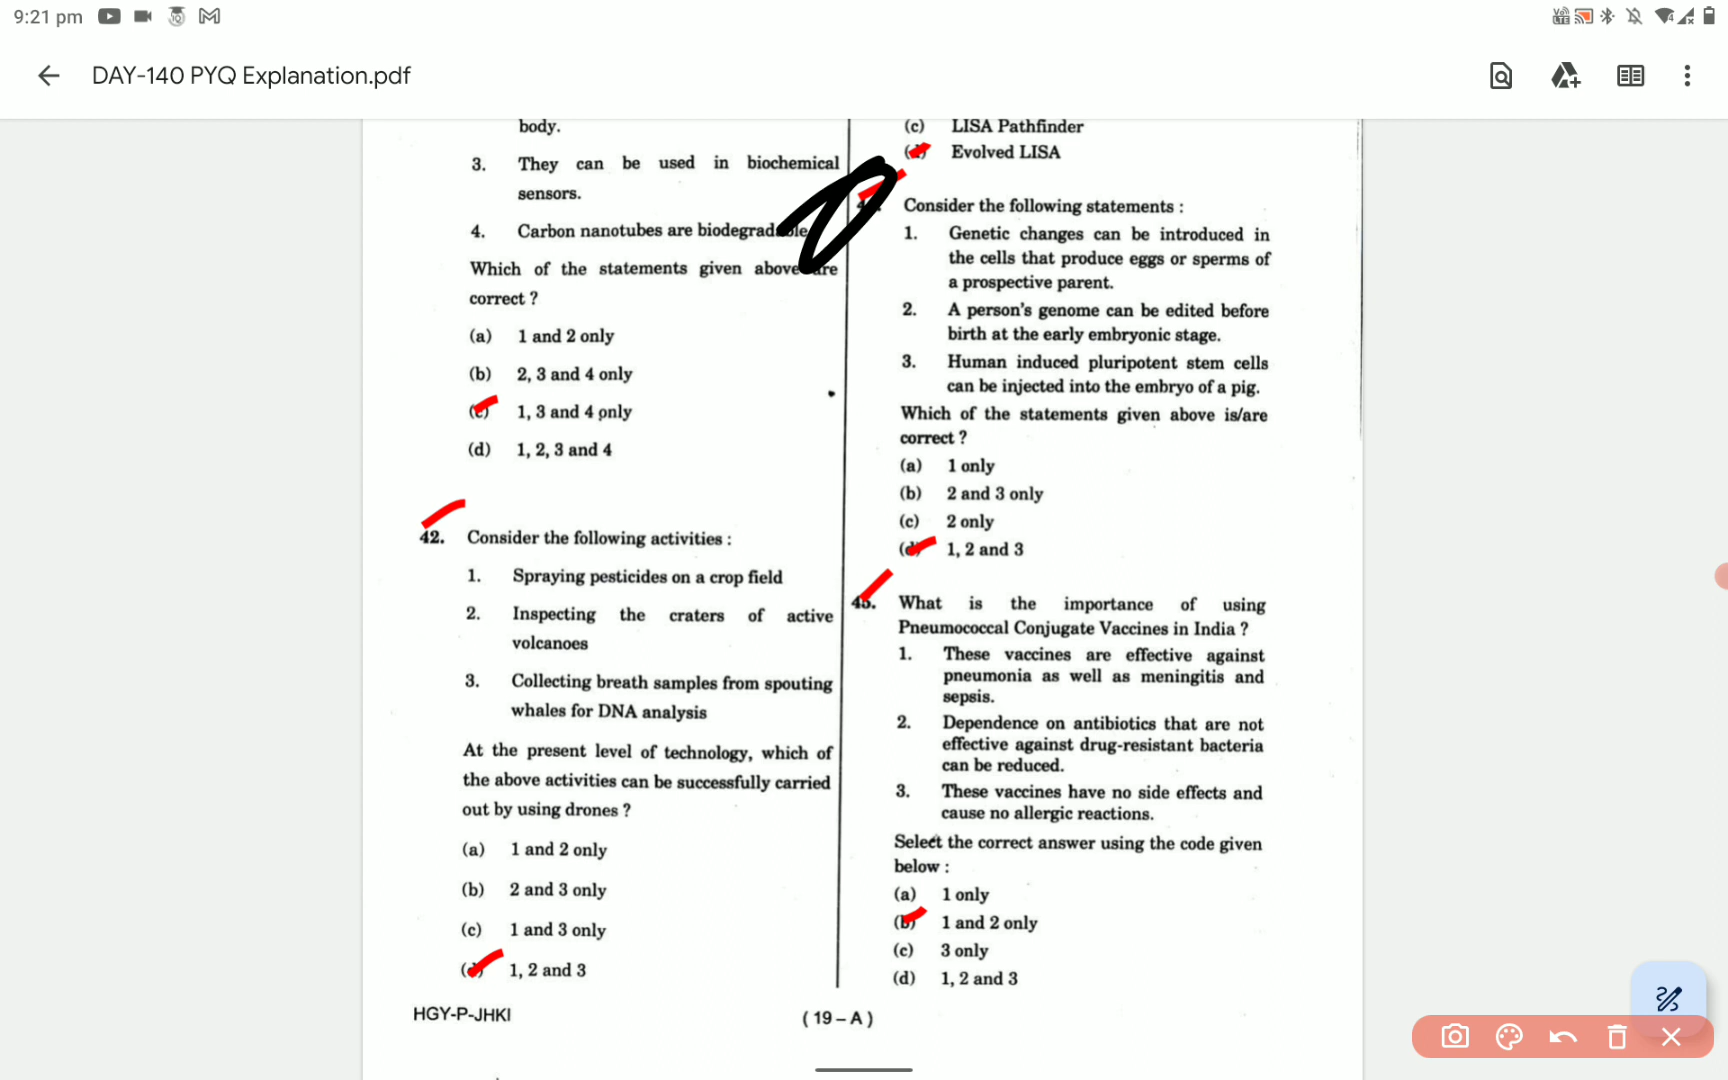 9:21 pm
DAY-140 PYQ Explanation.pdf
body.
3. They can be used in biochemical
sensors.
4. Carbon nanotubes are biodegradable
Which of the statements given above are
correct ?
(a) 1 and 2 only
(b) 2, 3 and 4 only
(c) 1, 3 and 4 only
(d) 1, 2, 3 and 4
42. Consider the following activities :
1. Spraying pesticides on a crop field
2. Inspecting the craters of active
volcanoes
3. Collecting breath samples from spouting
whales for DNA analysis
At the present level of technology, which of
the above activities can be successfully carried
out by using drones ?
(a) 1 and 2 only
(b) 2 and 3 only
(c) 1 and 3 only
(d) 1, 2 and 3
HGY-P-JHKI
(c) LISA Pathfinder
(d) Evolved LISA
Consider the following statements :
1. Genetic changes can be introduced in
the cells that produce eggs or sperms of
a prospective parent.
2. A person's genome can be edited before
birth at the early embryonic stage.
3. Human induced pluripotent stem cells
can be injected into the embryo of a pig.
Which of the statements given above is/are
correct ?
(a) 1 only
(b) 2 and 3 only
(c) 2 only
(d) 1, 2 and 3
45. What is the importance of using
Pneumococcal Conjugate Vaccines in India ?
1. These vaccines are effective against
pneumonia as well as meningitis and
sepsis.
2. Dependence on antibiotics that are not
effective against drug-resistant bacteria
can be reduced.
3. These vaccines have no side effects and
cause no allergic reactions.
Select the correct answer using the code given
below :
(a) 1 only
(b) 1 and 2 only
(c) 3 only
(d) 1, 2 and 3
( 19 – A )